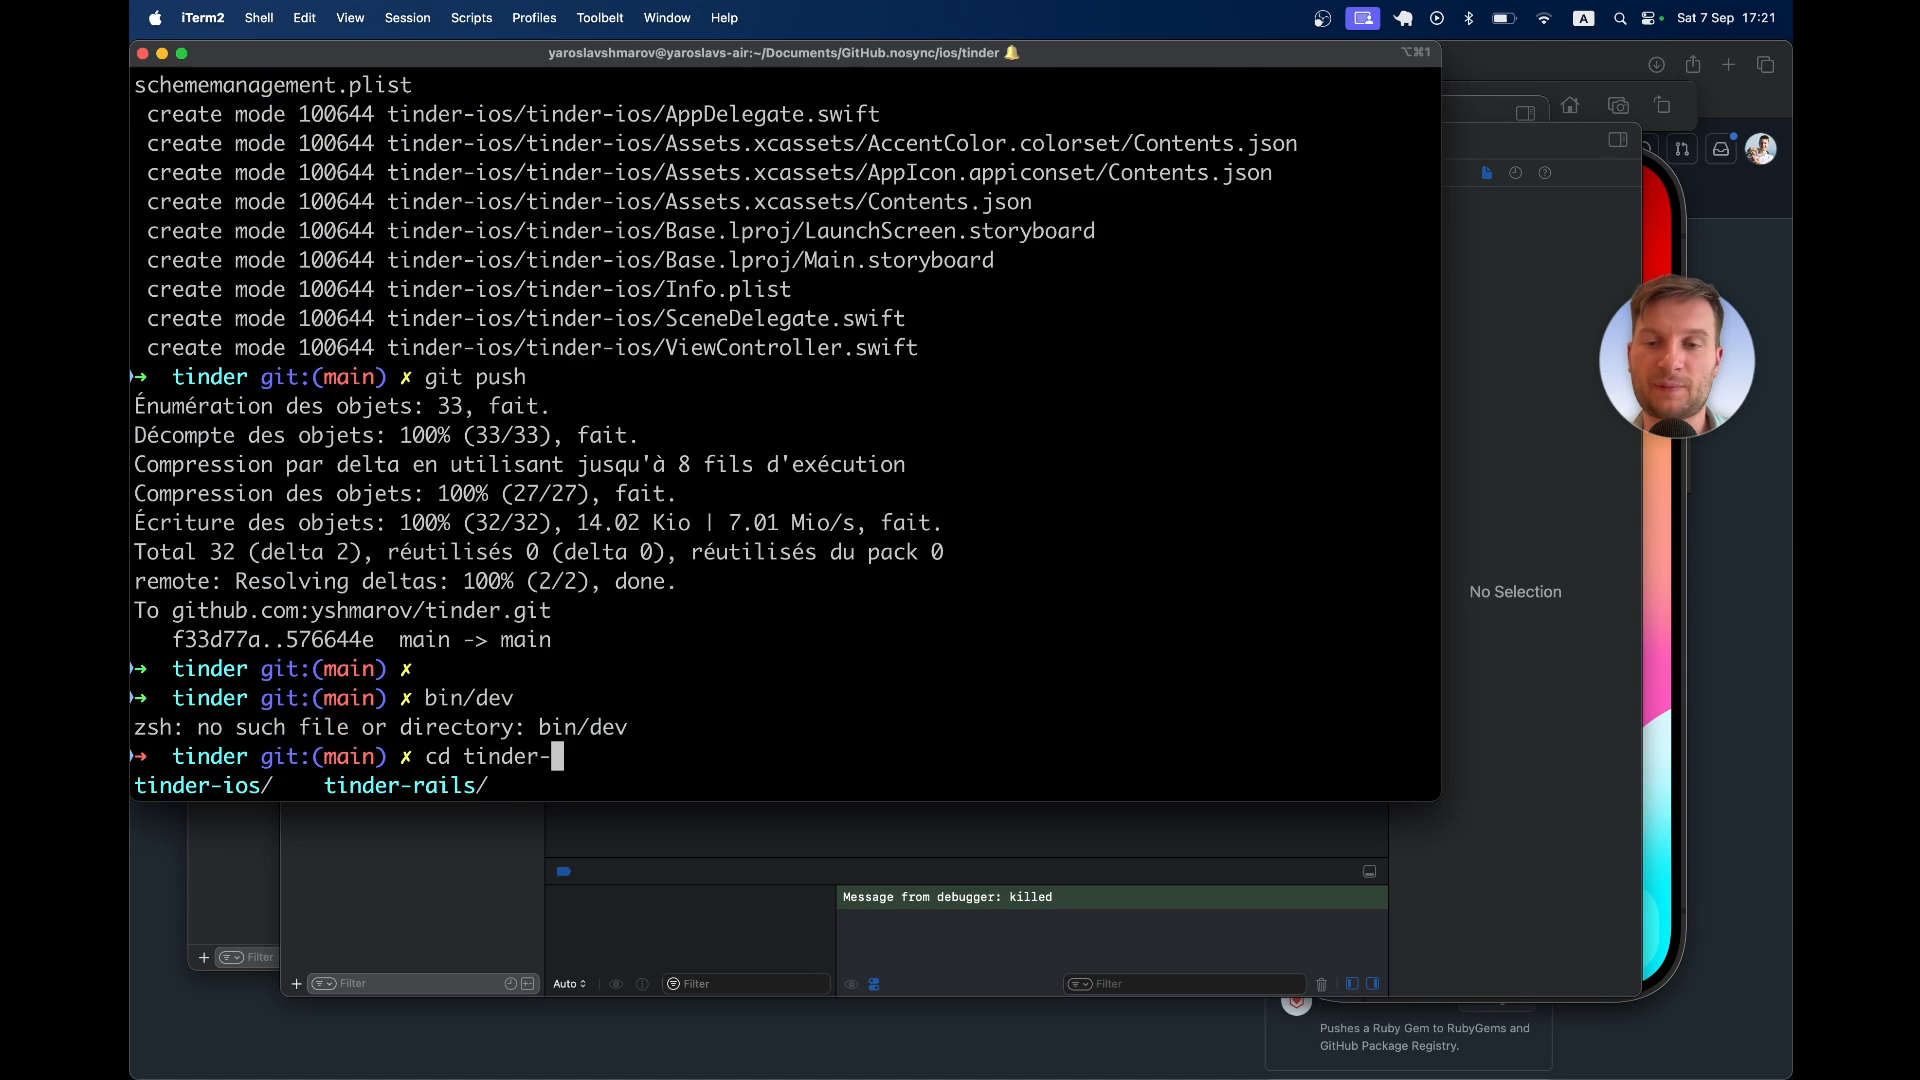 iTerm2 Shell Edit View Session Scripts Profiles Toolbelt Window Help A Sat 7 Sep 17:21
yaroslavshmarov@yaroslavs-air:~/Documents/GitHub.nosync/ios/tinder 🔔 ⌥⌘1
schememanagement.plist
create mode 100644 tinder-ios/tinder-ios/AppDelegate.swift
create mode 100644 tinder-ios/tinder-ios/Assets.xcassets/AccentColor.colorset/Contents.json
create mode 100644 tinder-ios/tinder-ios/Assets.xcassets/AppIcon.appiconset/Contents.json
create mode 100644 tinder-ios/tinder-ios/Assets.xcassets/Contents.json
create mode 100644 tinder-ios/tinder-ios/Base.lproj/LaunchScreen.storyboard
create mode 100644 tinder-ios/tinder-ios/Base.lproj/Main.storyboard
create mode 100644 tinder-ios/tinder-ios/Info.plist
create mode 100644 tinder-ios/tinder-ios/SceneDelegate.swift
create mode 100644 tinder-ios/tinder-ios/ViewController.swift
➜ tinder git:(main) ✗ git push
Énumération des objets: 33, fait.
Décompte des objets: 100% (33/33), fait.
Compression par delta en utilisant jusqu'à 8 fils d'exécution
Compression des objets: 100% (27/27), fait.
Écriture des objets: 100% (32/32), 14.02 Kio | 7.01 Mio/s, fait.
Total 32 (delta 2), réutilisés 0 (delta 0), réutilisés du pack 0
remote: Resolving deltas: 100% (2/2), done.
To github.com:yshmarov/tinder.git
f33d77a..576644e main -> main
➜ tinder git:(main) ✗
➜ tinder git:(main) ✗ bin/dev
zsh: no such file or directory: bin/dev
➜ tinder git:(main) ✗ cd tinder-
tinder-ios/ tinder-rails/
No Selection
Message from debugger: killed
Filter
Filter
Auto
Filter
Filter
Pushes a Ruby Gem to RubyGems and
GitHub Package Registry.